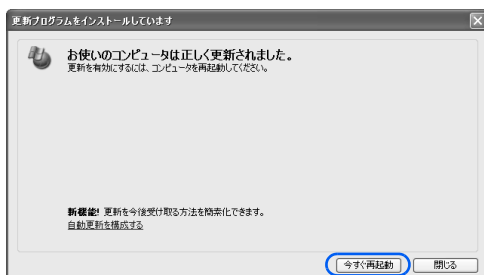 更新プログラムをインストールしています
お使いのコンピュータは正しく更新されました。
更新を有効にするには、コンピュータを再起動してください。
新機能! 更新を今後受け取る方法を簡素化できます。
自動更新を構成する
今すぐ再起動
閉じる